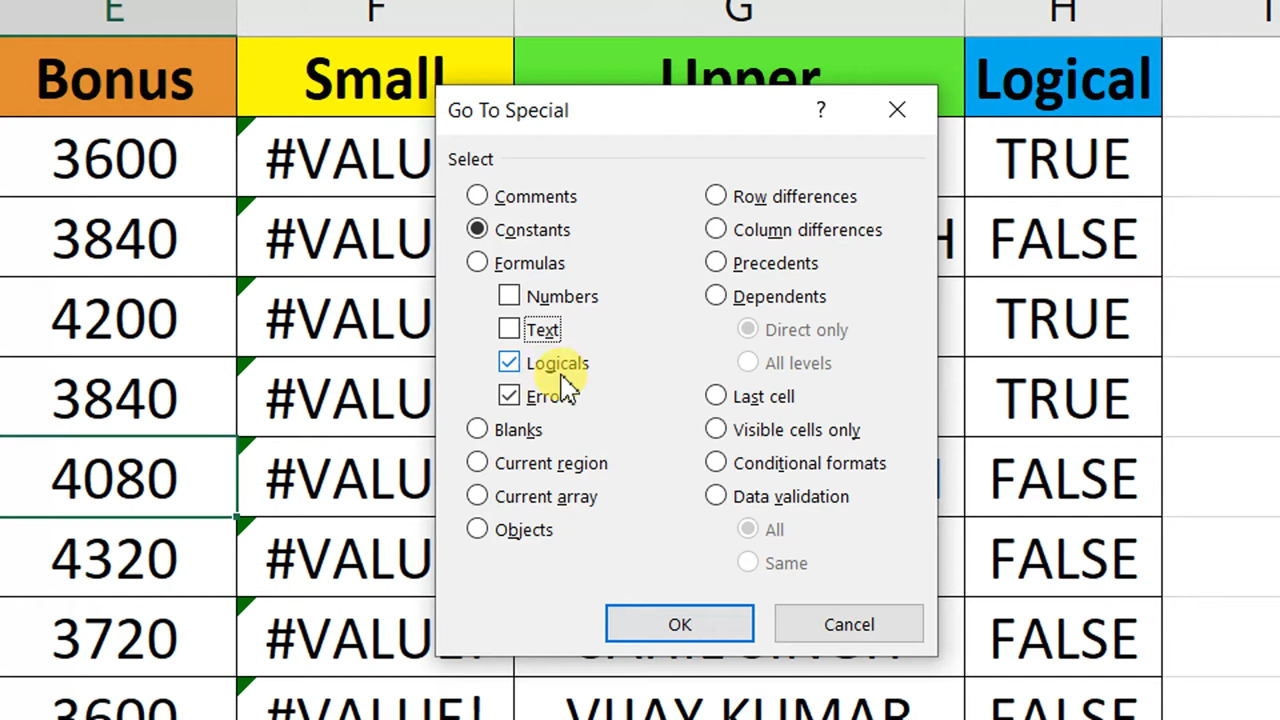 E F G H
Bonus Small Upper Logical
Go To Special ?
Select
Comments Row differences
Constants Column differences
Formulas Precedents
Numbers Dependents
Text Direct only
Logicals All levels
Last cell
Blanks Visible cells only
Current region Conditional formats
Current array Data validation
Objects All
Same
OK Cancel
3600 #VALU TRUE
3840 #VALU H FALSE
4200 #VALU TRUE
3840 #VALU TRUE
4080 #VALU FALSE
4320 #VALU FALSE
3720 #VALUE! FALSE
3600 #VALUE! VIJAY KUMAR FALSE